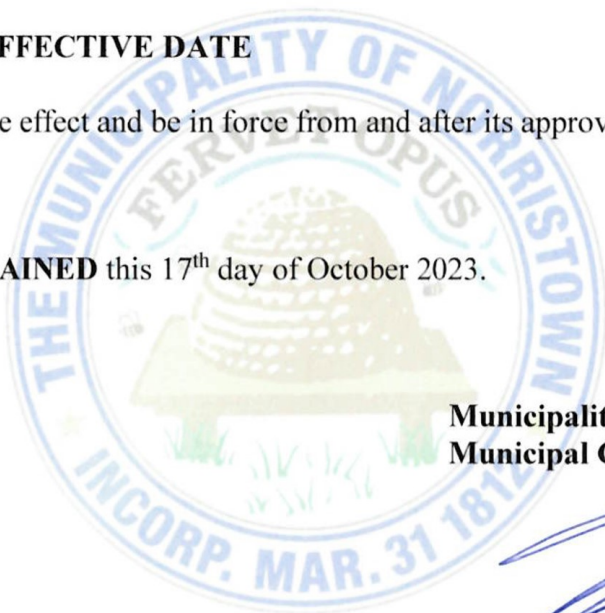 FFECTIVE DATE
e effect and be in force from and after its approv
AINED this 17th day of October 2023.
Municipalit
Municipal C
THE MUNICIPALITY OF NORRISTOWN
FERVET OPUS
INCORP. MAR. 31 1812